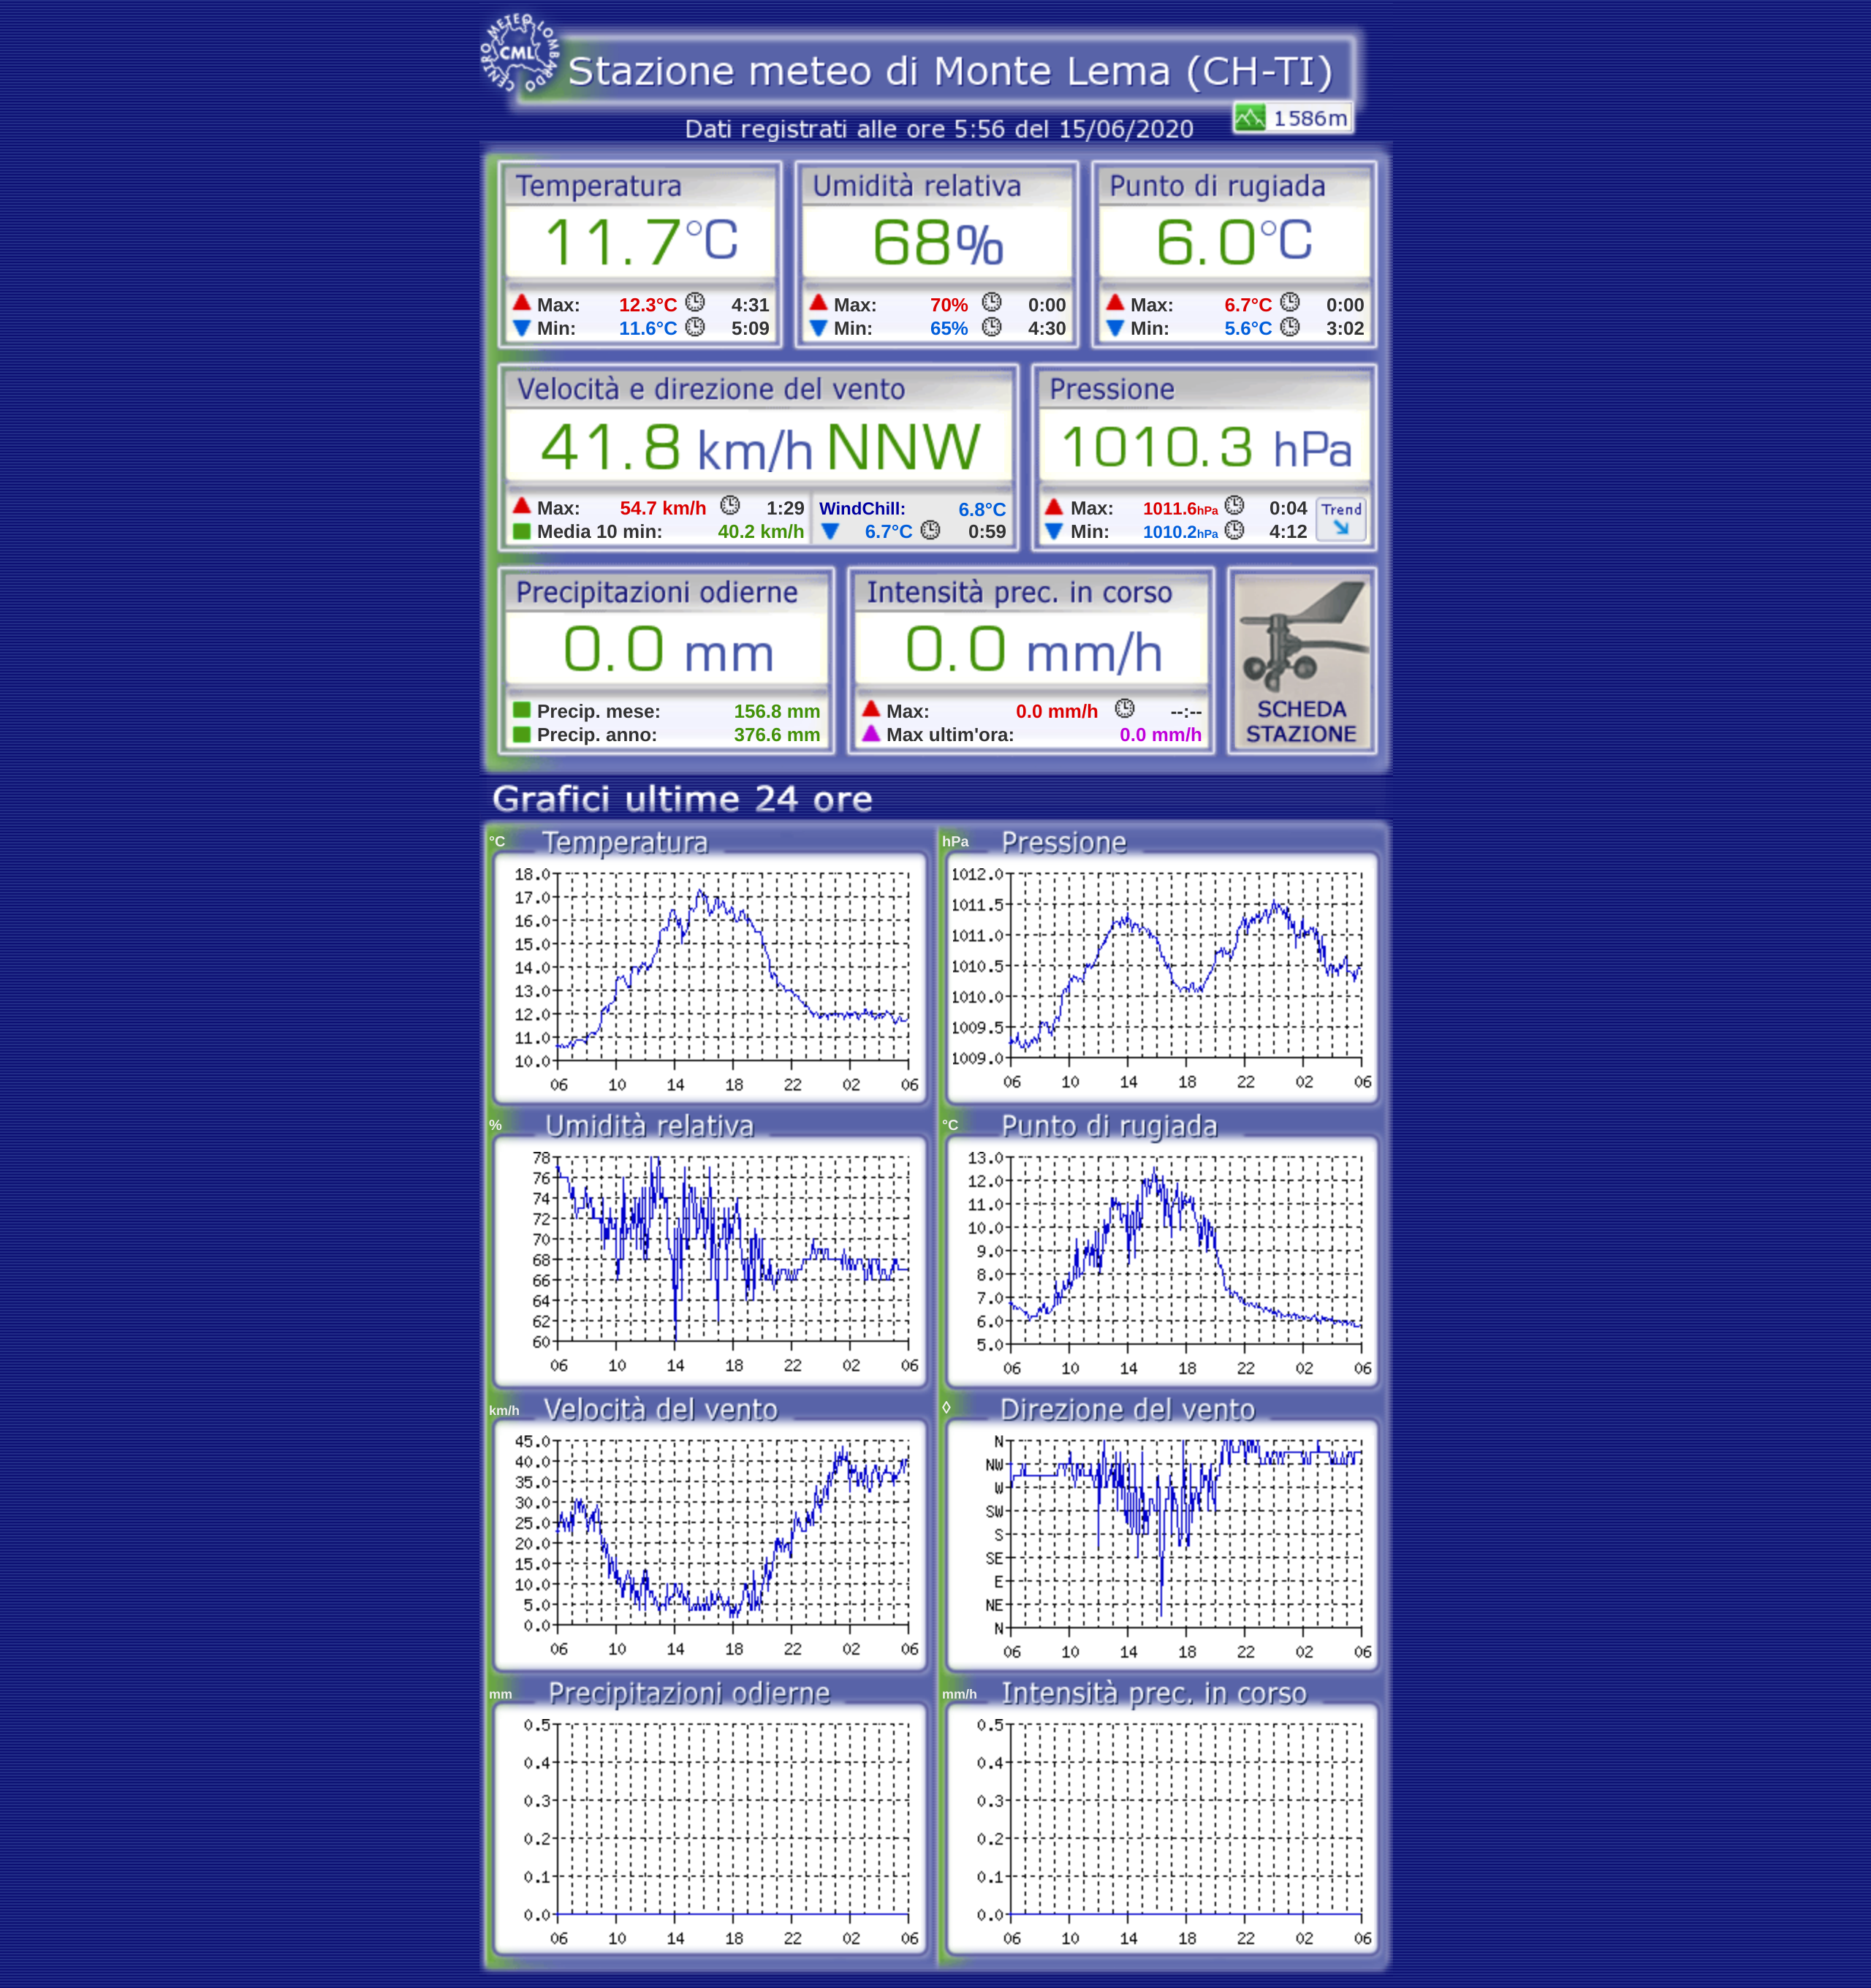 CENTRO METEO LOMBARDO
CML
Stazione meteo di Monte Lema (CH-TI)
1586m
Dati registrati alle ore 5:56 del 15/06/2020
Temperatura
11.7°C
Max: 12.3°C 4:31
Min: 11.6°C 5:09
Umidità relativa
68%
Max: 70% 0:00
Min: 65% 4:30
Punto di rugiada
6.0°C
Max: 6.7°C 0:00
Min: 5.6°C 3:02
Velocità e direzione del vento
41.8 km/h NNW
Max: 54.7 km/h 1:29
Media 10 min: 40.2 km/h
WindChill: 6.8°C
6.7°C 0:59
Pressione
1010.3 hPa
Max: 1011.6hPa 0:04
Min: 1010.2hPa 4:12
Trend
Precipitazioni odierne
0.0 mm
Precip. mese: 156.8 mm
Precip. anno: 376.6 mm
Intensità prec. in corso
0.0 mm/h
Max: 0.0 mm/h --:--
Max ultim'ora: 0.0 mm/h
SCHEDA
STAZIONE
Grafici ultime 24 ore
°C Temperatura
18.0
17.0
16.0
15.0
14.0
13.0
12.0
11.0
10.0
06 10 14 18 22 02 06
hPa Pressione
1012.0
1011.5
1011.0
1010.5
1010.0
1009.5
1009.0
06 10 14 18 22 02 06
% Umidità relativa
78
76
74
72
70
68
66
64
62
60
06 10 14 18 22 02 06
°C Punto di rugiada
13.0
12.0
11.0
10.0
9.0
8.0
7.0
6.0
5.0
06 10 14 18 22 02 06
km/h Velocità del vento
45.0
40.0
35.0
30.0
25.0
20.0
15.0
10.0
5.0
0.0
06 10 14 18 22 02 06
◊ Direzione del vento
N
NW
W
SW
S
SE
E
NE
N
06 10 14 18 22 02 06
mm Precipitazioni odierne
0.5
0.4
0.3
0.2
0.1
0.0
06 10 14 18 22 02 06
mm/h Intensità prec. in corso
0.5
0.4
0.3
0.2
0.1
0.0
06 10 14 18 22 02 06